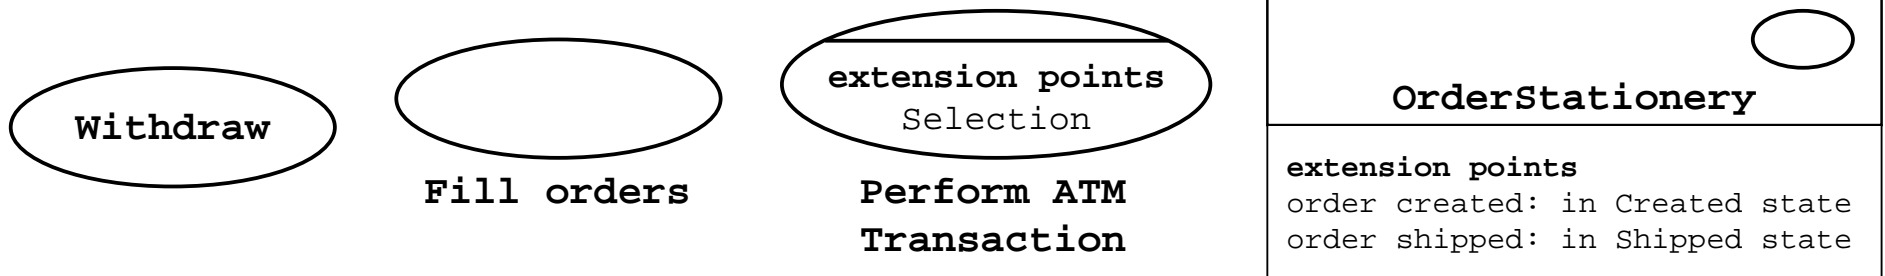 Withdraw
Fill orders
extension points
Selection
Perform ATM
Transaction
OrderStationery
extension points
order created: in Created state
order shipped: in Shipped state